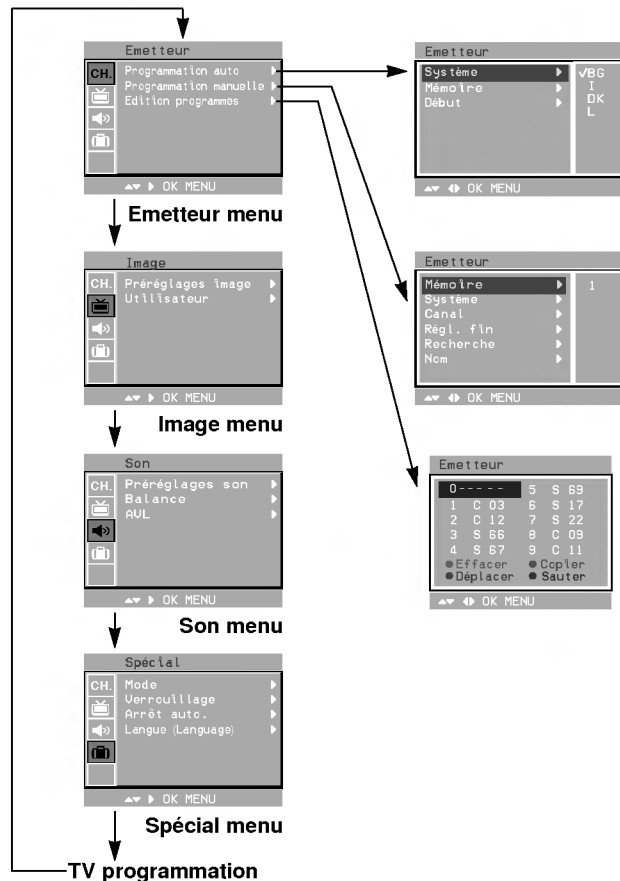 Emetteur
CH.
Programmation auto
Programmation manuelle
Edition programmes
OK MENU
Emetteur menu
Image
CH.
Préréglages image
Utilisateur
OK MENU
Image menu
Son
CH.
Préréglages son
Balance
AVL
OK MENU
Son menu
Spécial
CH.
Mode
Verrouillage
Arrêt auto.
Langue (Language)
OK MENU
Spécial menu
TV programmation
Emetteur
Système √BG
Mémoire I
Début DK
L
OK MENU
Emetteur
Mémoire 1
Système
Canal
Régl. fin
Recherche
Nom
OK MENU
Emetteur
0----- 5 S 69
1 C 03 6 S 17
2 C 12 7 S 22
3 S 66 8 C 09
4 S 67 9 C 11
Effacer Copier
Déplacer Sauter
OK MENU